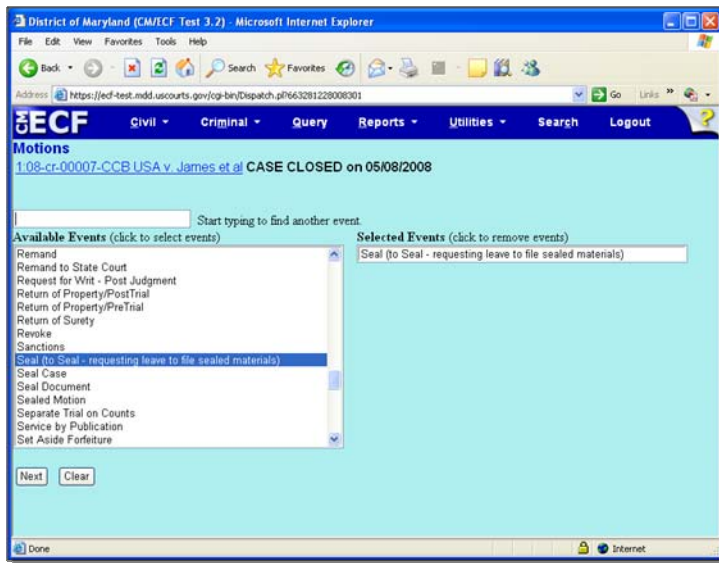 District of Maryland (CM/ECF Test 3.2) - Microsoft Internet Explorer
File Edit View Favorites Tools Help
Back Search Favorites
Address https://ecf-test.mdd.uscourts.gov/cgi-bin/Dispatch.pl?663281228008301 Go Links »
CM ECF Civil Criminal Query Reports Utilities Search Logout ?
Motions
1:08-cr-00007-CCB USA v. James et al CASE CLOSED on 05/08/2008
Start typing to find another event.
Available Events (click to select events) Selected Events (click to remove events)
Remand Seal (to Seal - requesting leave to file sealed materials)
Remand to State Court
Request for Writ - Post Judgment
Return of Property/PostTrial
Return of Property/PreTrial
Return of Surety
Revoke
Sanctions
Seal (to Seal - requesting leave to file sealed materials)
Seal Case
Seal Document
Sealed Motion
Separate Trial on Counts
Service by Publication
Set Aside Forfeiture
Next Clear
Done Internet